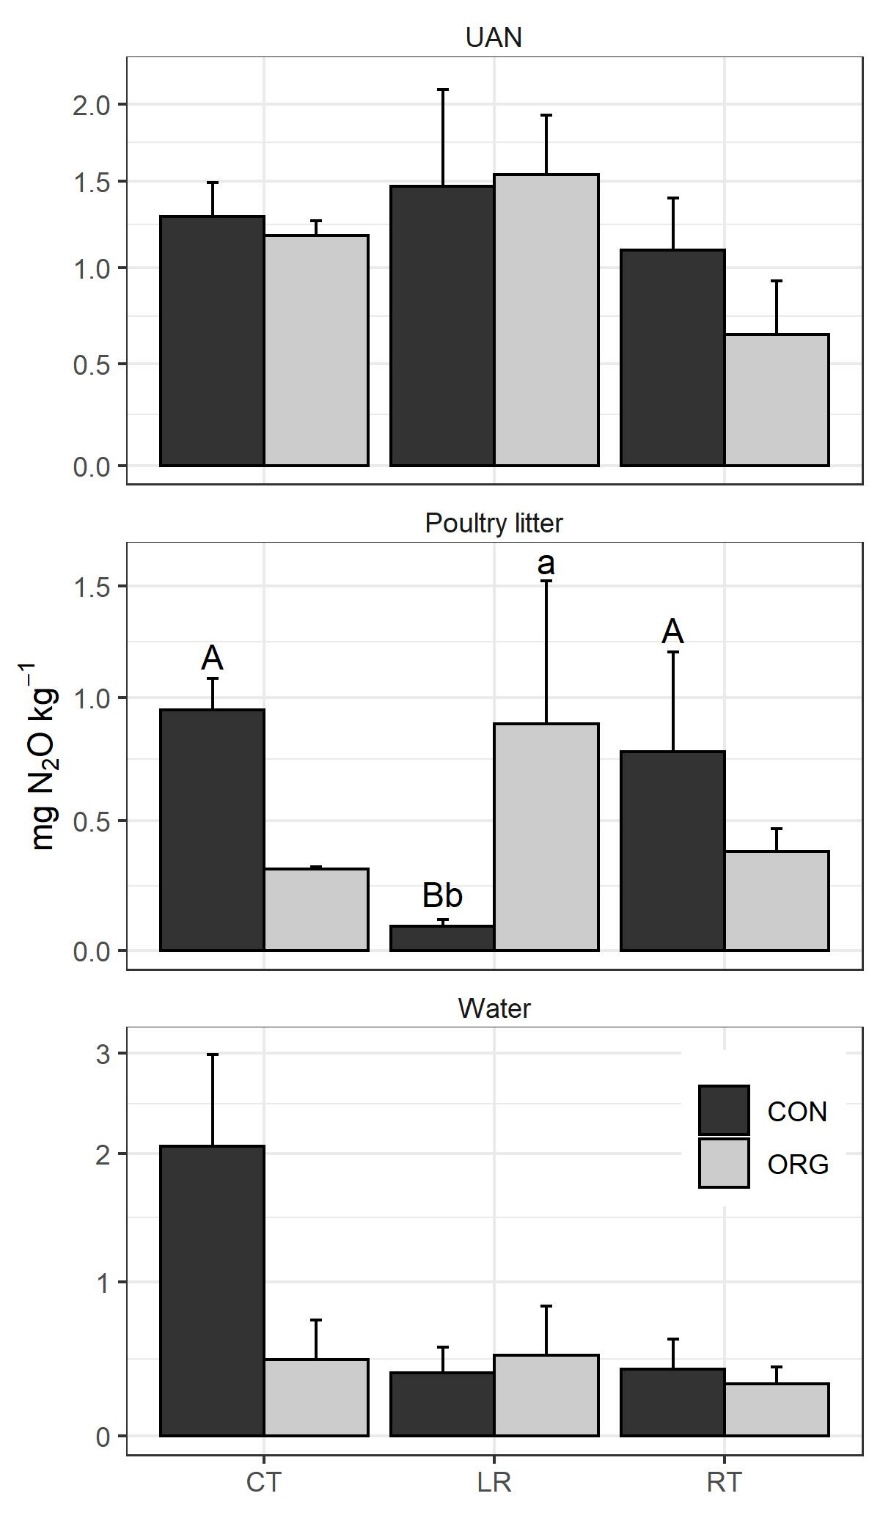 UAN
2.0
1.5
1.0
0.5
0.0
Poultry litter
mg N₂O kg⁻¹
1.5
1.0
0.5
0.0
A
Bb
a
A
Water
3
2
1
0
CON
ORG
CT LR RT